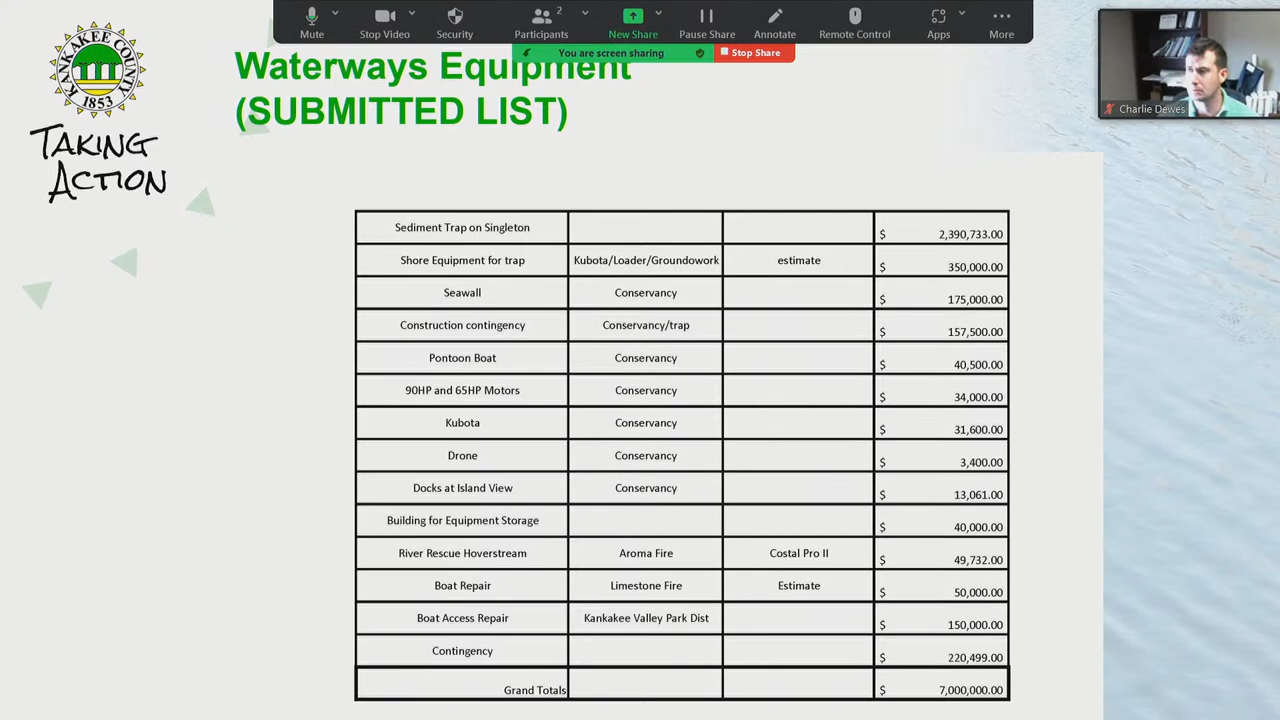 Mute
Stop Video
Security
2
Participants
New Share
Pause Share
Annotate
Remote Control
Apps
More
You are screen sharing
Stop Share
KANKAKEE COUNTY
1853
TAKING
ACTION
Waterways Equipment
(SUBMITTED LIST)
Charlie Dewes
Sediment Trap on Singleton $ 2,390,733.00
Shore Equipment for trap Kubota/Loader/Groundowork estimate $ 350,000.00
Seawall Conservancy $ 175,000.00
Construction contingency Conservancy/trap $ 157,500.00
Pontoon Boat Conservancy $ 40,500.00
90HP and 65HP Motors Conservancy $ 34,000.00
Kubota Conservancy $ 31,600.00
Drone Conservancy $ 3,400.00
Docks at Island View Conservancy $ 13,061.00
Building for Equipment Storage $ 40,000.00
River Rescue Hoverstream Aroma Fire Costal Pro II $ 49,732.00
Boat Repair Limestone Fire Estimate $ 50,000.00
Boat Access Repair Kankakee Valley Park Dist $ 150,000.00
Contingency $ 220,499.00
Grand Totals $ 7,000,000.00